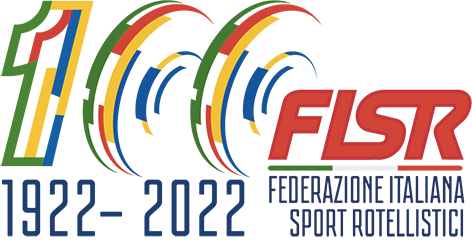 100
1922– 2022
FISR
FEDERAZIONE ITALIANA
SPORT ROTELLISTICI